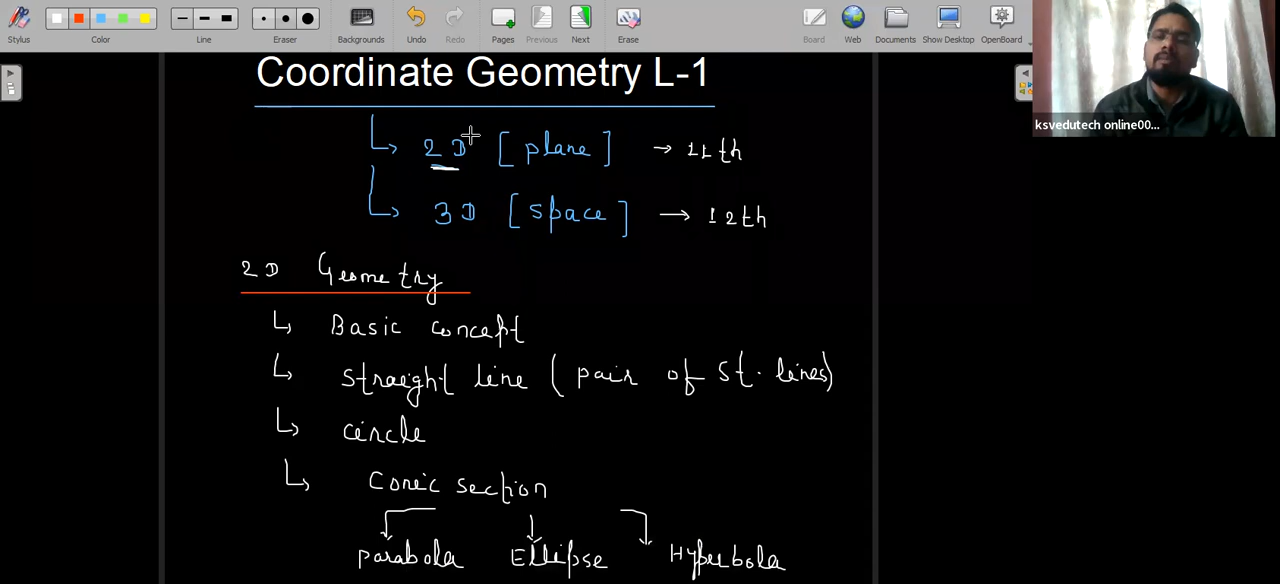 Stylus Color Line Eraser Backgrounds Undo Redo Pages Previous Next Erase Board Web Documents Show Desktop OpenBoard
ksvedutech online00...
Coordinate Geometry L-1
2D [plane] → 11th
3D [space] → 12th
2D Geometry
Basic concept
straight line (pair of St. lines)
circle
Conic section
parabola Ellipse Hyperbola